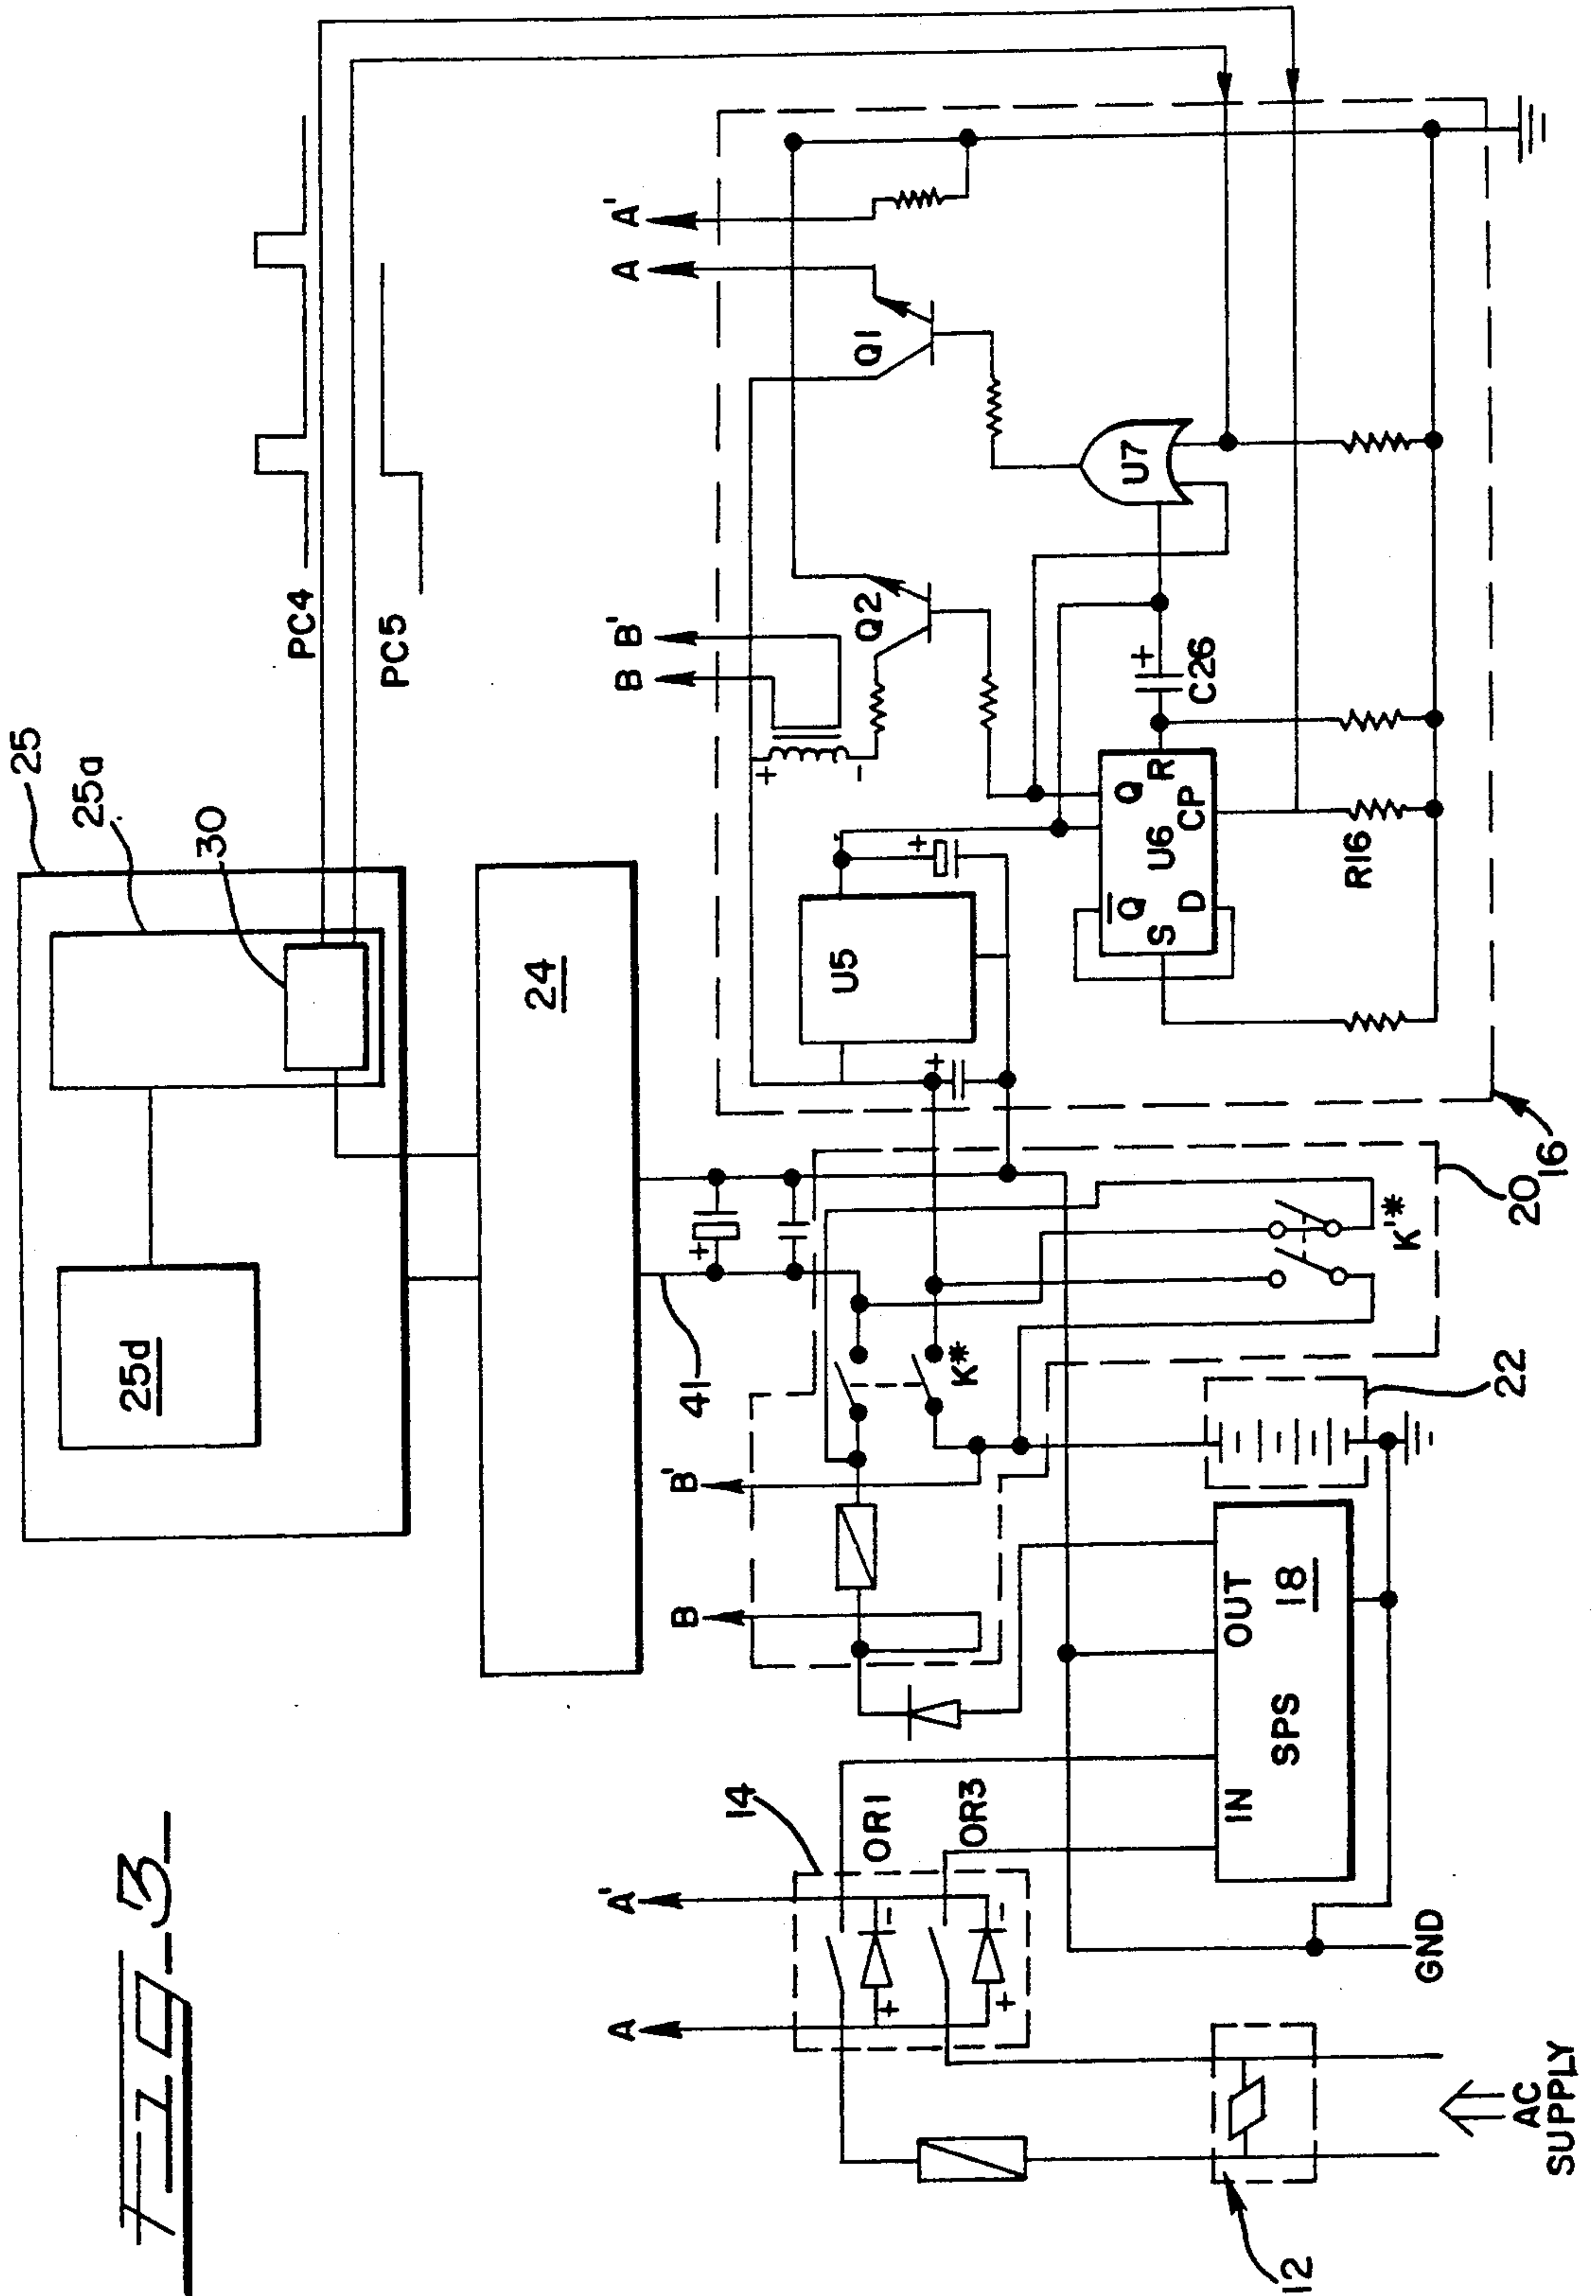 FIG. 3
25
25a
30
25d
24
41
PC4
PC5
A
A'
B
B'
A
A'
B
B'
14
OR1
OR3
K*
K'*
U5
Q2
Q1
Q
Q
U6
S
D
R
CP
C26
+
U7
R16
+
-
+
+
+
+
-
+
-
IN
OUT
SPS
18
22
20
16
GND
12
AC
SUPPLY